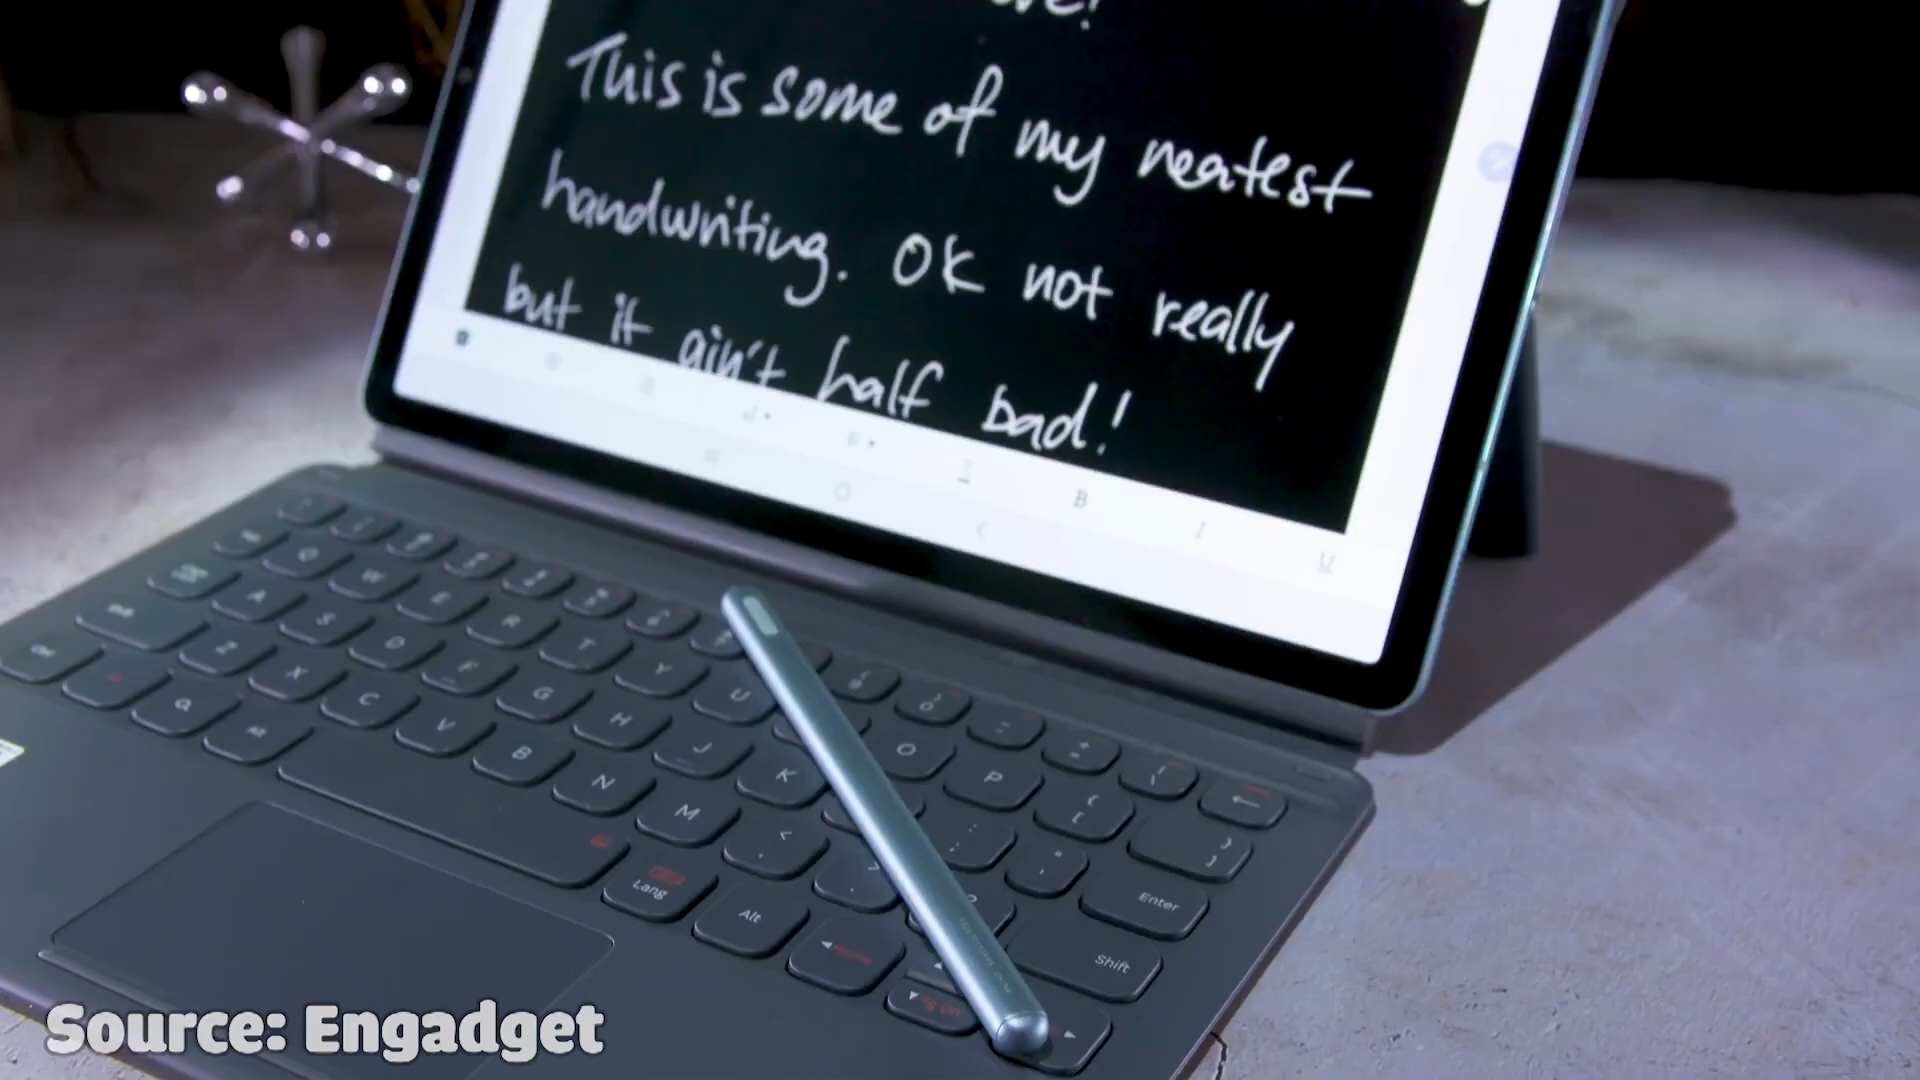 This is some of my neatest
handwriting. OK not really
but it ain't half bad!
B I U
Q W E R T Y U O P
A S D F G H J K
Enter
Z X C V B N M
Shift
Lang Alt
Source: Engadget